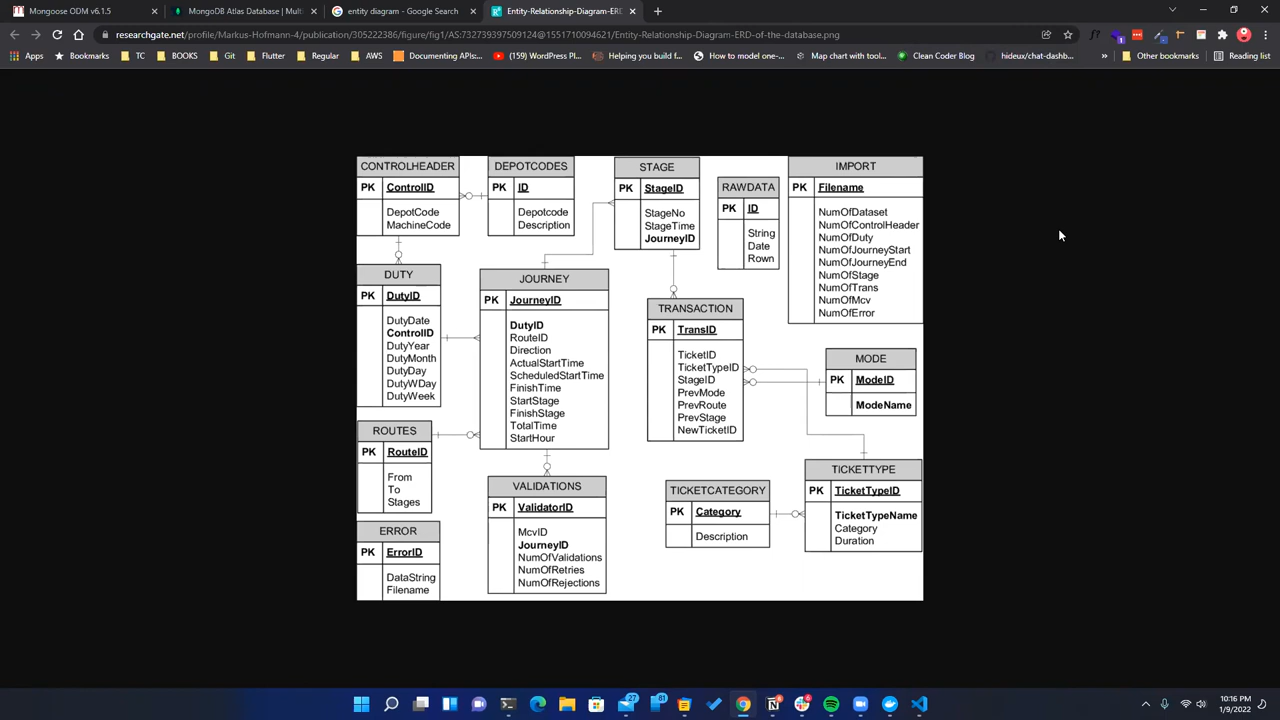 Mongoose ODM v6.1.5
MongoDB Atlas Database | Mult
entity diagram - Google Search
Entity-Relationship-Diagram-ERD
researchgate.net/profile/Markus-Hofmann-4/publication/305222386/figure/fig1/AS:732739397509124@1551710094621/Entity-Relationship-Diagram-ERD-of-the-database.png
Apps
Bookmarks
TC
BOOKS
Git
Flutter
Regular
AWS
Documenting APIs:...
(159) WordPress Pl...
Helping you build f...
How to model one-...
Map chart with tool...
Clean Coder Blog
hideux/chat-dashb...
Other bookmarks
Reading list
CONTROLHEADER
PK ControlID
DepotCode
MachineCode
DEPOTCODES
PK ID
Depotcode
Description
STAGE
PK StageID
StageNo
StageTime
JourneyID
RAWDATA
PK ID
String
Date
Rown
IMPORT
PK Filename
NumOfDataset
NumOfControlHeader
NumOfDuty
NumOfJourneyStart
NumOfJourneyEnd
NumOfStage
NumOfTrans
NumOfMcv
NumOfError
DUTY
PK DutyID
DutyDate
ControlID
DutyYear
DutyMonth
DutyDay
DutyWDay
DutyWeek
JOURNEY
PK JourneyID
DutyID
RouteID
Direction
ActualStartTime
ScheduledStartTime
FinishTime
StartStage
FinishStage
TotalTime
StartHour
TRANSACTION
PK TransID
TicketID
TicketTypeID
StageID
PrevMode
PrevRoute
PrevStage
NewTicketID
MODE
PK ModeID
ModeName
ROUTES
PK RouteID
From
To
Stages
VALIDATIONS
PK ValidatorID
McvID
JourneyID
NumOfValidations
NumOfRetries
NumOfRejections
TICKETCATEGORY
PK Category
Description
TICKETTYPE
PK TicketTypeID
TicketTypeName
Category
Duration
ERROR
PK ErrorID
DataString
Filename
27
81
10:16 PM
1/9/2022